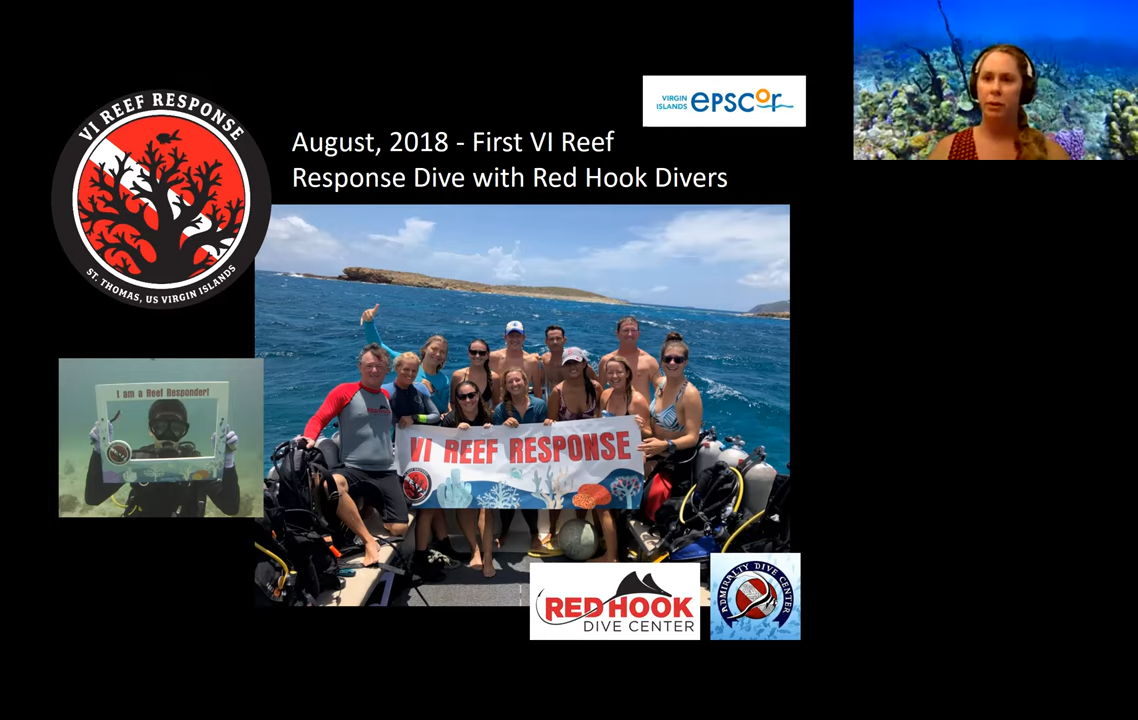 VI REEF RESPONSE
ST. THOMAS, US VIRGIN ISLANDS
VIRGIN
ISLANDS
EPSCoR
August, 2018 - First VI Reef
Response Dive with Red Hook Divers
I am a Reef Responder!
VI REEF RESPONSE
RED HOOK
DIVE CENTER
ADMIRALTY DIVE CENTER